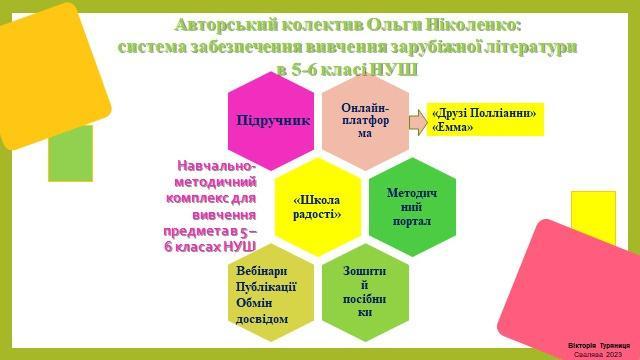 Авторський колектив Ольги Ніколенко:
система забезпечення вивчення зарубіжної літератури
в 5-6 класі НУШ
Підручник
Онлайн-
платфор
ма
«Друзі Полліанни»
«Емма»
Навчально-
методичний
комплекс для
вивчення
предмета в 5 –
6 класах НУШ
«Школа
радості»
Методич
ний
портал
Вебінари
Публікації
Обмін
досвідом
Зошити
й
посібни
ки
Вікторія Туряниця
Свалява 2023